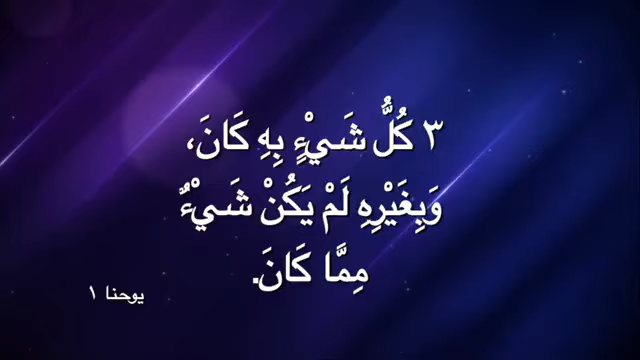 ٣ كُلُّ شَيْءٍ بِهِ كَانَ،
وَبِغَيْرِهِ لَمْ يَكُنْ شَيْءٌ
مِمَّا كَانَ.
يوحنا ١